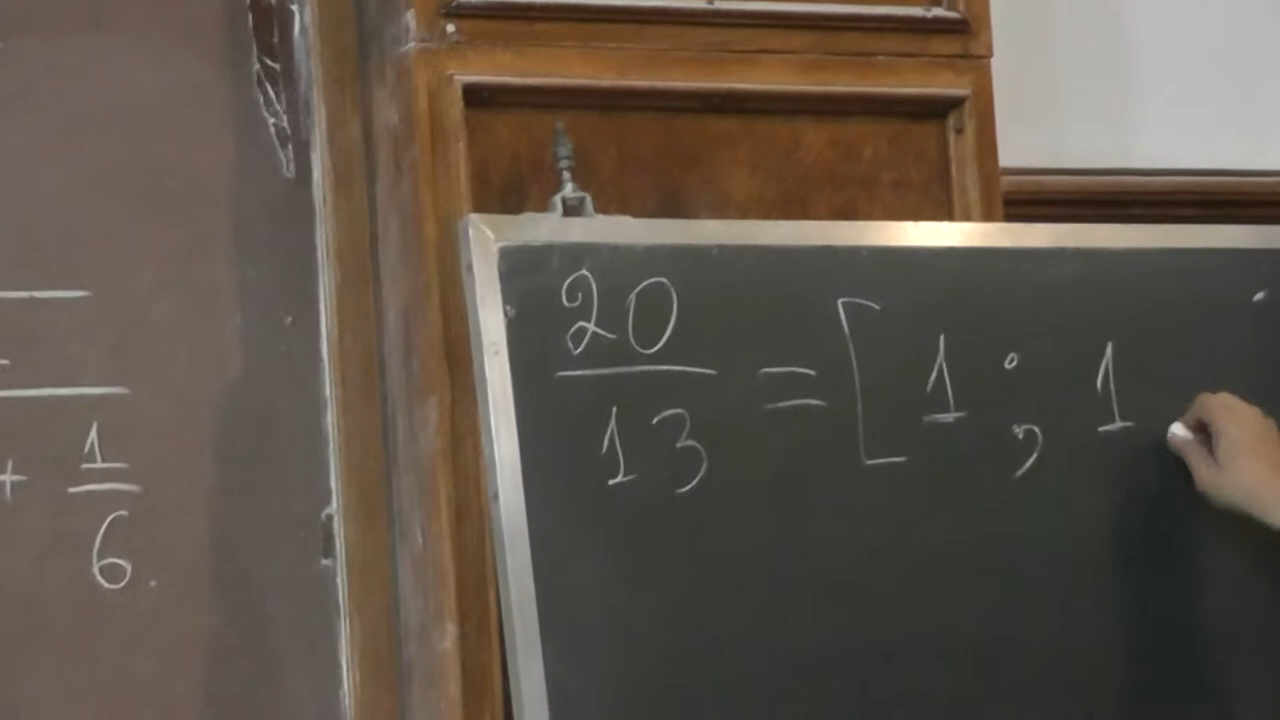 + 1/6.
20/13 = [1; 1